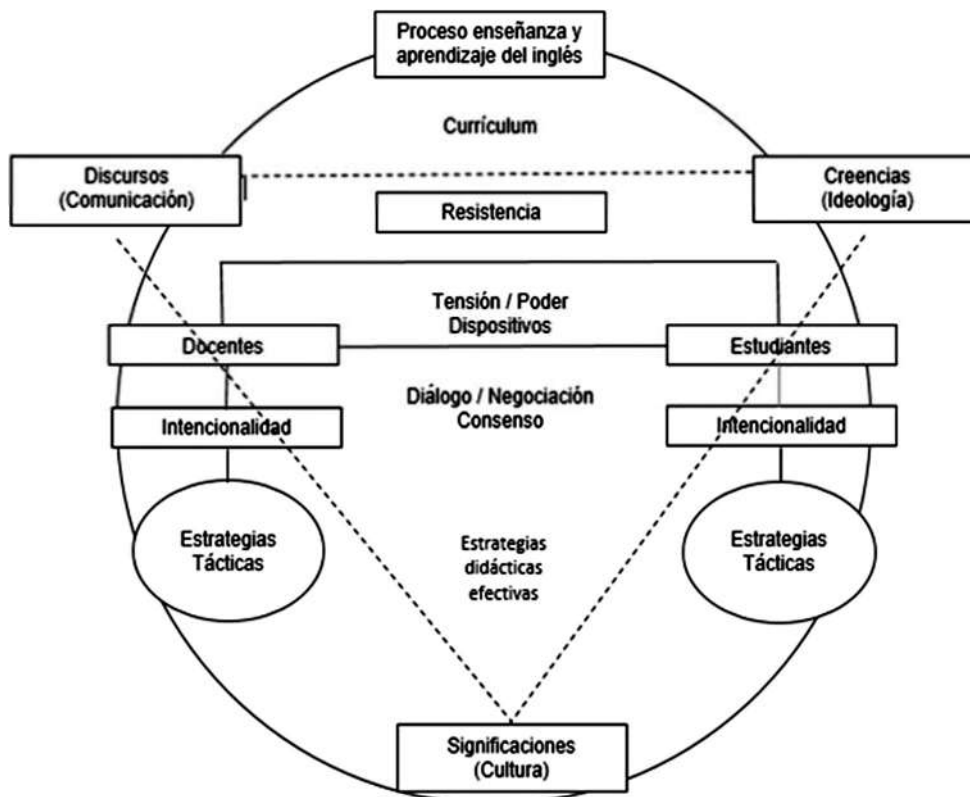 Proceso enseñanza y
aprendizaje del inglés
Currículum
Discursos
(Comunicación)
Creencias
(Ideología)
Resistencia
Tensión / Poder
Dispositivos
Docentes
Estudiantes
Diálogo / Negociación
Consenso
Intencionalidad
Intencionalidad
Estrategias
Tácticas
Estrategias
didácticas
efectivas
Estrategias
Tácticas
Significaciones
(Cultura)